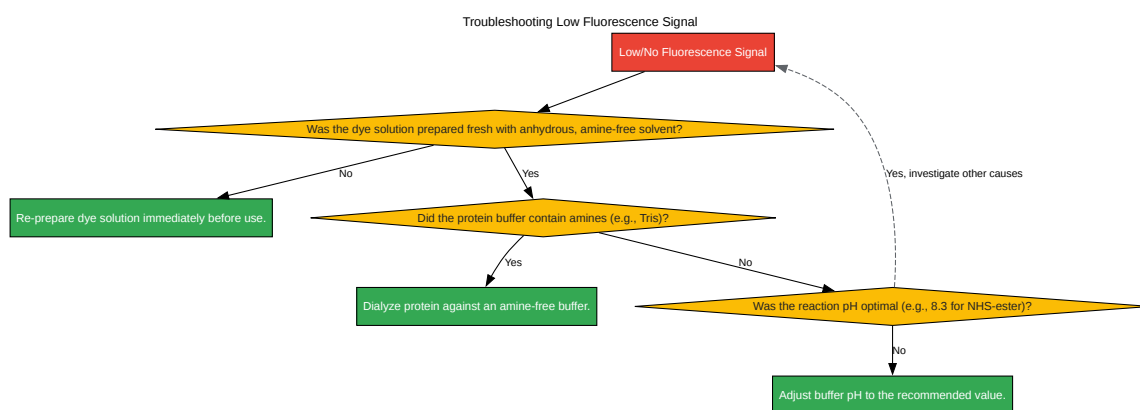 Troubleshooting Low Fluorescence Signal
Low/No Fluorescence Signal
Was the dye solution prepared fresh with anhydrous, amine-free solvent?
No
Yes
Yes, investigate other causes
Re-prepare dye solution immediately before use.
Did the protein buffer contain amines (e.g., Tris)?
Yes
No
Dialyze protein against an amine-free buffer.
Was the reaction pH optimal (e.g., 8.3 for NHS-ester)?
No
Adjust buffer pH to the recommended value.